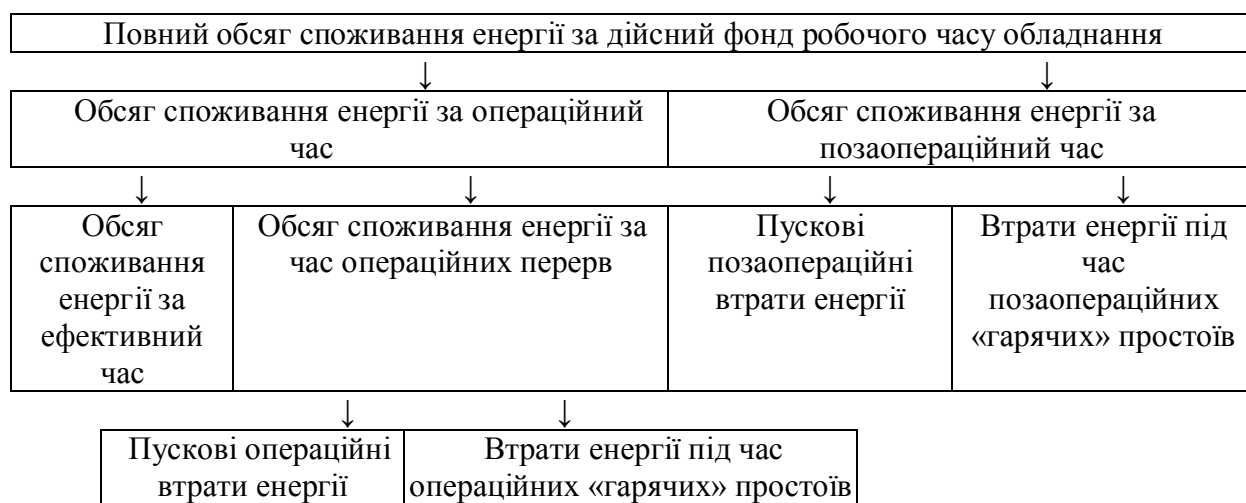 Повний обсяг споживання енергії за дійсний фонд робочого часу обладнання
↓ ↓
Обсяг споживання енергії за операційний
час
Обсяг споживання енергії за
позаопераційний час
↓ ↓ ↓ ↓
Обсяг
споживання
енергії за
ефективний
час
Обсяг споживання енергії за
час операційних перерв
Пускові
позаопераційні
втрати енергії
Втрати енергії під
час
позаопераційних
«гарячих» простоїв
↓ ↓
Пускові операційні
втрати енергії
Втрати енергії під час
операційних «гарячих» простоїв